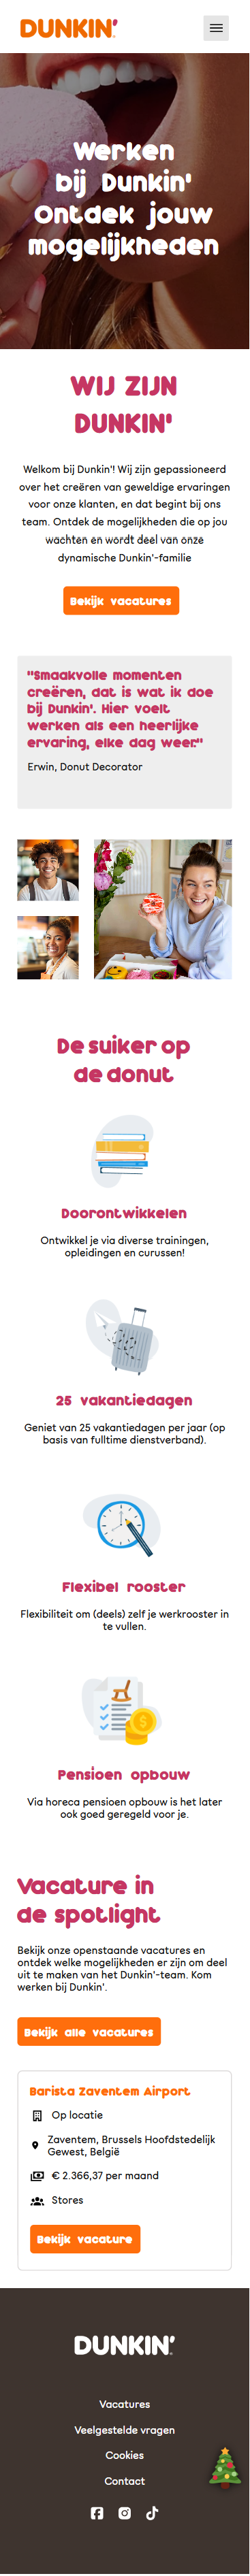 DUNKIN'
Werken
bij Dunkin'
Ontdek jouw
mogelijkheden
WIJ ZIJN
DUNKIN'
Welkom bij Dunkin'! Wij zijn gepassioneerd
over het creëren van geweldige ervaringen
voor onze klanten, en dat begint bij ons
team. Ontdek de mogelijkheden die op jou
wachten en wordt deel van onze
dynamische Dunkin'-familie
Bekijk vacatures
"Smaakvolle momenten
creëren, dat is wat ik doe
bij Dunkin'. Hier voelt
werken als een heerlijke
ervaring, elke dag weer."
Erwin, Donut Decorator
De suiker op
de donut
Doorontwikkelen
Ontwikkel je via diverse trainingen,
opleidingen en curussen!
25 vakantiedagen
Geniet van 25 vakantiedagen per jaar (op
basis van fulltime dienstverband).
Flexibel rooster
Flexibiliteit om (deels) zelf je werkrooster in
te vullen.
Pensioen opbouw
Via horeca pensioen opbouw is het later
ook goed geregeld voor je.
Vacature in
de spotlight
Bekijk onze openstaande vacatures en
ontdek welke mogelijkheden er zijn om deel
uit te maken van het Dunkin'-team. Kom
werken bij Dunkin'.
Bekijk alle vacatures
Barista Zaventem Airport
Op locatie
Zaventem, Brussels Hoofdstedelijk
Gewest, België
€ 2.366,37 per maand
Stores
Bekijk vacature
DUNKIN'
Vacatures
Veelgestelde vragen
Cookies
Contact